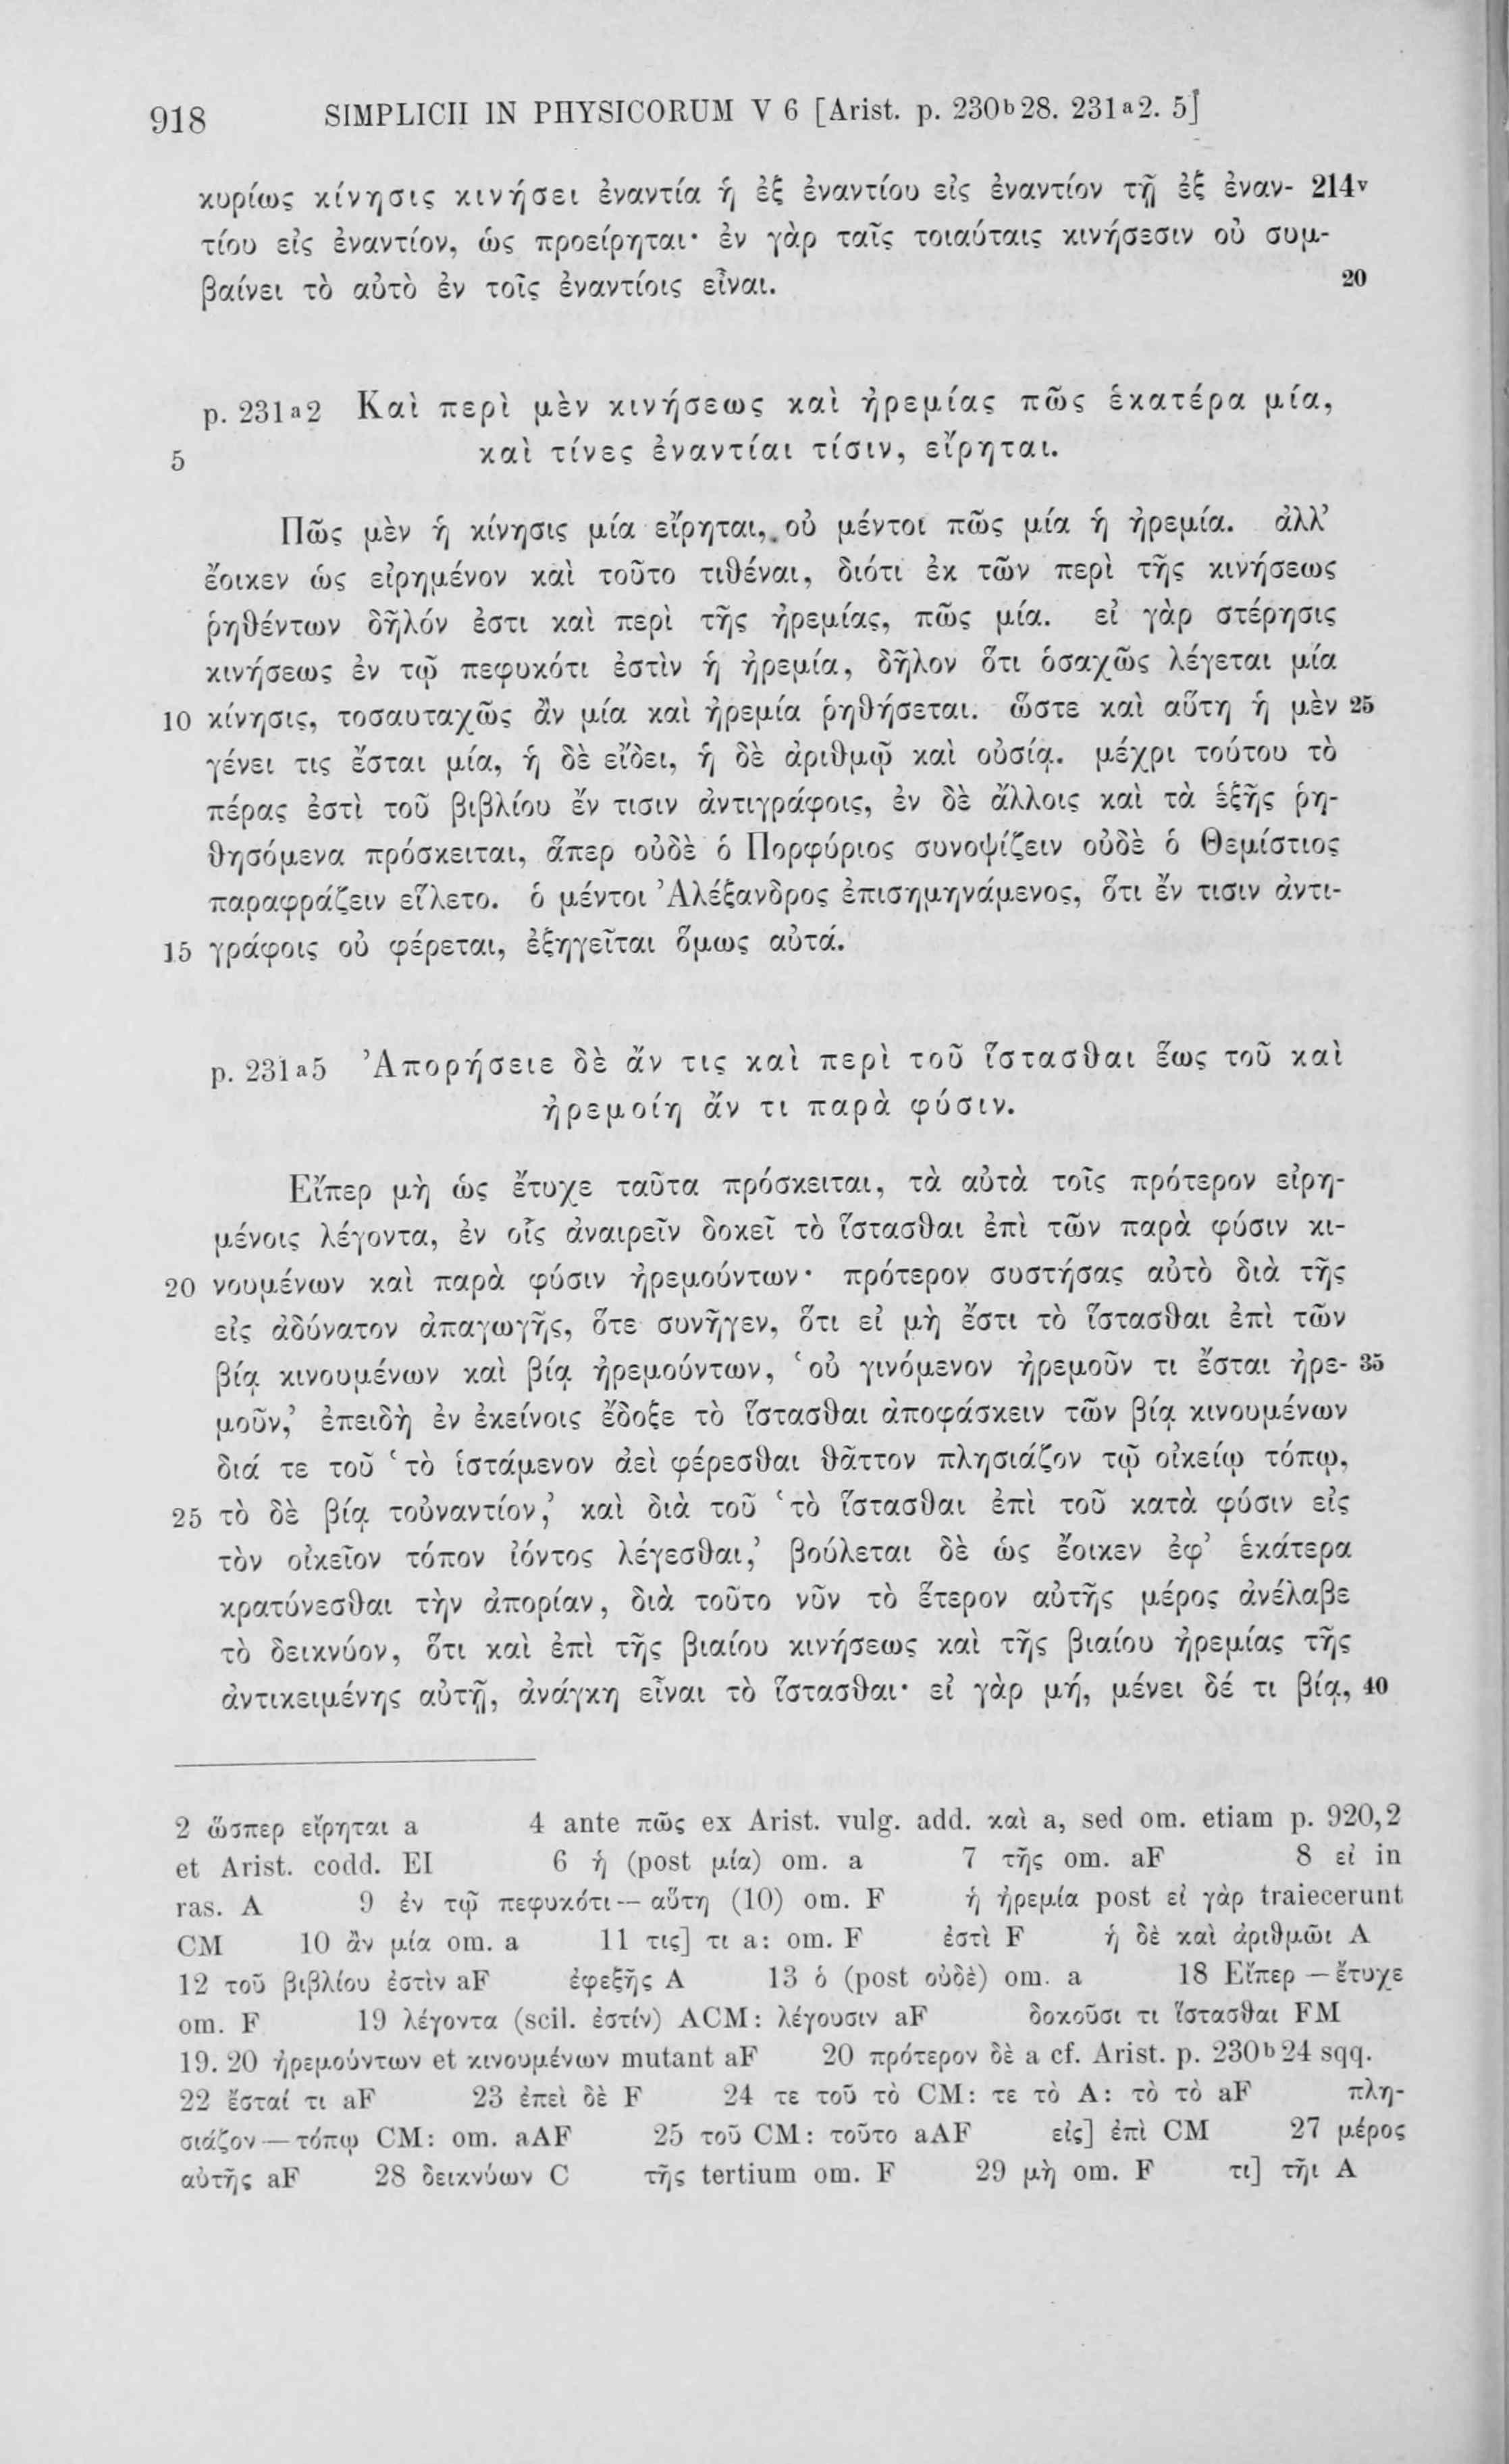 918 SIMPLICII IN PHYSICORUM V 6 [Arist. p. 230ᵇ28. 231ᵃ2. 5]
κυρίως κίνησις κινήσει ἐναντία ἡ ἐξ ἐναντίου εἰς ἐναντίον τῇ ἐξ ἐναν- 214ᵛ
τίου εἰς ἐναντίον, ὡς προείρηται· ἐν γὰρ ταῖς τοιαύταις κινήσεσιν οὐ συμ-
βαίνει τὸ αὐτὸ ἐν τοῖς ἐναντίοις εἶναι. 20
p. 231ᵃ2 Καὶ περὶ μὲν κινήσεως καὶ ἠρεμίας πῶς ἑκατέρα μία,
5 καὶ τίνες ἐναντίαι τίσιν, εἴρηται.
Πῶς μὲν ἡ κίνησις μία εἴρηται, οὐ μέντοι πῶς μία ἡ ἠρεμία. ἀλλ’
ἔοικεν ὡς εἰρημένον καὶ τοῦτο τιθέναι, διότι ἐκ τῶν περὶ τῆς κινήσεως
ῥηθέντων δῆλόν ἐστι καὶ περὶ τῆς ἠρεμίας, πῶς μία. εἰ γὰρ στέρησις
κινήσεως ἐν τῷ πεφυκότι ἐστὶν ἡ ἠρεμία, δῆλον ὅτι ὁσαχῶς λέγεται μία
10 κίνησις, τοσαυταχῶς ἂν μία καὶ ἠρεμία ῥηθήσεται. ὥστε καὶ αὕτη ἡ μὲν 25
γένει τις ἔσται μία, ἡ δὲ εἴδει, ἡ δὲ ἀριθμῷ καὶ οὐσίᾳ. μέχρι τούτου τὸ
πέρας ἐστὶ τοῦ βιβλίου ἔν τισιν ἀντιγράφοις, ἐν δὲ ἄλλοις καὶ τὰ ἑξῆς ῥη-
θησόμενα πρόσκειται, ἅπερ οὐδὲ ὁ Πορφύριος συνοψίζειν οὐδὲ ὁ Θεμίστιος
παραφράζειν εἵλετο. ὁ μέντοι Ἀλέξανδρος ἐπισημηνάμενος, ὅτι ἔν τισιν ἀντι-
15 γράφοις οὐ φέρεται, ἐξηγεῖται ὅμως αὐτά.
p. 231ᵃ5 Ἀπορήσειε δὲ ἄν τις καὶ περὶ τοῦ ἵστασθαι ἕως τοῦ καὶ
ἠρεμοίη ἄν τι παρὰ φύσιν.
Εἴπερ μὴ ὡς ἔτυχε ταῦτα πρόσκειται, τὰ αὐτὰ τοῖς πρότερον εἰρη-
μένοις λέγοντα, ἐν οἷς ἀναιρεῖν δοκεῖ τὸ ἵστασθαι ἐπὶ τῶν παρὰ φύσιν κι-
20 νουμένων καὶ παρὰ φύσιν ἠρεμούντων· πρότερον συστήσας αὐτὸ διὰ τῆς
εἰς ἀδύνατον ἀπαγωγῆς, ὅτε συνῆγεν, ὅτι εἰ μὴ ἔστι τὸ ἵστασθαι ἐπὶ τῶν
βίᾳ κινουμένων καὶ βίᾳ ἠρεμούντων, ‘οὐ γινόμενον ἠρεμοῦν τι ἔσται ἠρε- 35
μοῦν,’ ἐπειδὴ ἐν ἐκείνοις ἔδοξε τὸ ἵστασθαι ἀποφάσκειν τῶν βίᾳ κινουμένων
διά τε τοῦ ‘τὸ ἱστάμενον ἀεὶ φέρεσθαι θᾶττον πλησιάζον τῷ οἰκείῳ τόπῳ,
25 τὸ δὲ βίᾳ τοὐναντίον,’ καὶ διὰ τοῦ ‘τὸ ἵστασθαι ἐπὶ τοῦ κατὰ φύσιν εἰς
τὸν οἰκεῖον τόπον ἰόντος λέγεσθαι,’ βούλεται δὲ ὡς ἔοικεν ἐφ’ ἑκάτερα
κρατύνεσθαι τὴν ἀπορίαν, διὰ τοῦτο νῦν τὸ ἕτερον αὐτῆς μέρος ἀνέλαβε
τὸ δεικνύον, ὅτι καὶ ἐπὶ τῆς βιαίου κινήσεως καὶ τῆς βιαίου ἠρεμίας τῆς
ἀντικειμένης αὐτῇ, ἀνάγκη εἶναι τὸ ἵστασθαι· εἰ γὰρ μή, μένει δέ τι βίᾳ, 40
2 ὥσπερ εἴρηται a 4 ante πῶς ex Arist. vulg. add. καὶ a, sed om. etiam p. 920,2
et Arist. codd. EI 6 ἡ (post μία) om. a 7 τῆς om. aF 8 εἰ in
ras. A 9 ἐν τῷ πεφυκότι — αὕτη (10) om. F ἡ ἠρεμία post εἰ γὰρ traiecerunt
CM 10 ἂν μία om. a 11 τις] τι a: om. F ἐστὶ F ἡ δὲ καὶ ἀριθμῶι A
12 τοῦ βιβλίου ἐστὶν aF ἐφεξῆς A 13 ὁ (post οὐδὲ) om. a 18 Εἴπερ — ἔτυχε
om. F 19 λέγοντα (scil. ἐστίν) ACM: λέγουσιν aF δοκοῦσι τι ἵστασθαι FM
19. 20 ἠρεμούντων et κινουμένων mutant aF 20 πρότερον δὲ a cf. Arist. p. 230ᵇ24 sqq.
22 ἔσταί τι aF 23 ἐπεὶ δὲ F 24 τε τοῦ τὸ CM: τε τὸ A: τὸ τὸ aF πλη-
σιάζον — τόπῳ CM: om. aAF 25 τοῦ CM: τοῦτο aAF εἰς] ἐπὶ CM 27 μέρος
αὐτῆς aF 28 δεικνύων C τῆς tertium om. F 29 μὴ om. F τι] τῆι A